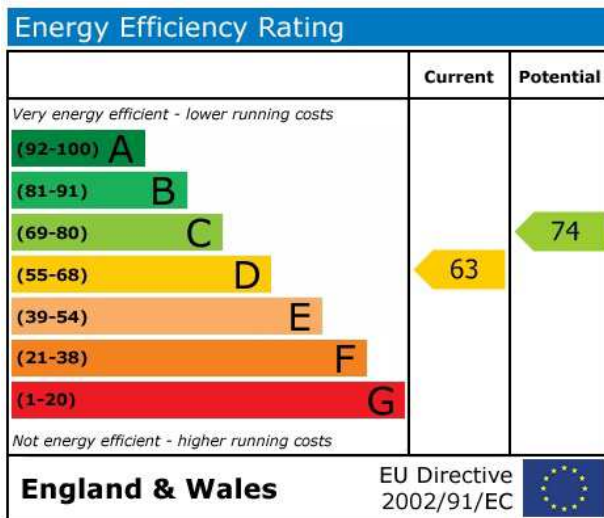 Energy Efficiency Rating
Current Potential
Very energy efficient - lower running costs
(92-100) A
(81-91) B
(69-80) C
74
(55-68) D
63
(39-54) E
(21-38) F
(1-20) G
Not energy efficient - higher running costs
England & Wales
EU Directive
2002/91/EC